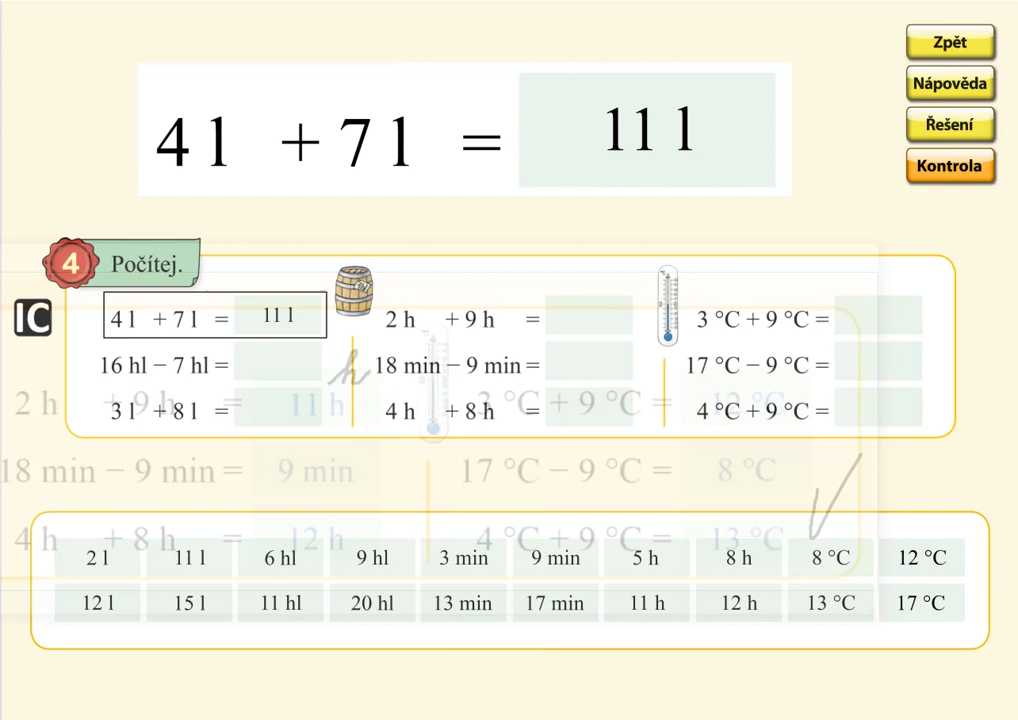 Zpět
Nápověda
Řešení
Kontrola
4 l + 7 l = 11 l
4 Počítej.
IC
4 l + 7 l = 11 l
2 h + 9 h =
3 °C + 9 °C =
16 hl − 7 hl =
18 min − 9 min =
17 °C − 9 °C =
3 l + 8 l =
4 h + 8 h =
4 °C + 9 °C =
h
2 h + 9 h = 11 h
3 °C + 9 °C = 12 °C
18 min − 9 min = 9 min
17 °C − 9 °C = 8 °C
4 h + 8 h = 12 h
4 °C + 9 °C = 13 °C
2 l 11 l 6 hl 9 hl 3 min 9 min 5 h 8 h 8 °C 12 °C
12 l 15 l 11 hl 20 hl 13 min 17 min 11 h 12 h 13 °C 17 °C